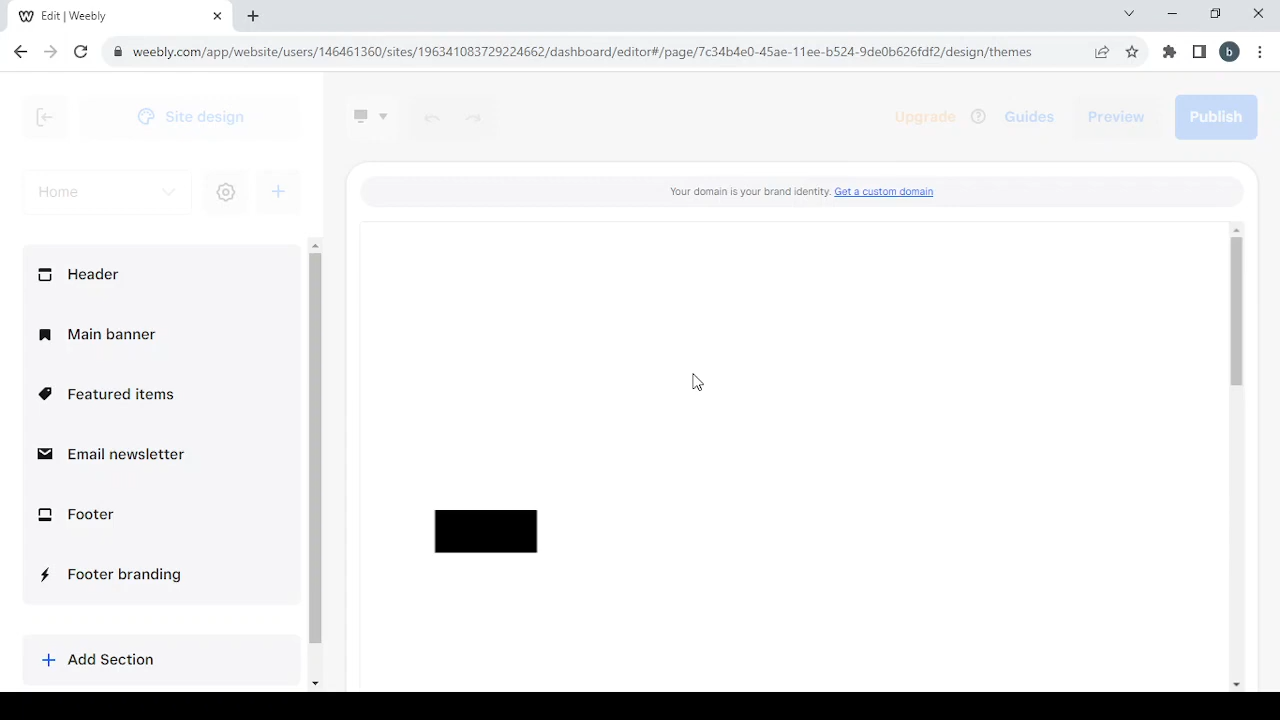 Edit | Weebly
weebly.com/app/website/users/146461360/sites/196341083729224662/dashboard/editor#/page/7c34b4e0-45ae-11ee-b524-9de0b626fdf2/design/themes
b
Site design
Upgrade
Guides
Preview
Publish
Home
Your domain is your brand identity. Get a custom domain
Header
Main banner
Featured items
Email newsletter
Footer
Footer branding
Add Section